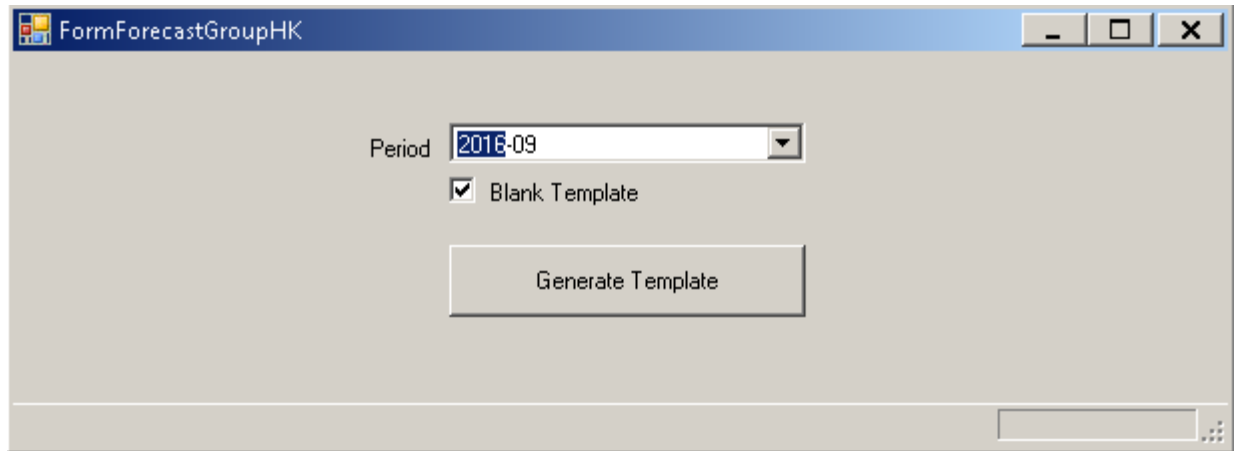 FormForecastGroupHK
Period 2016-09
Blank Template
Generate Template